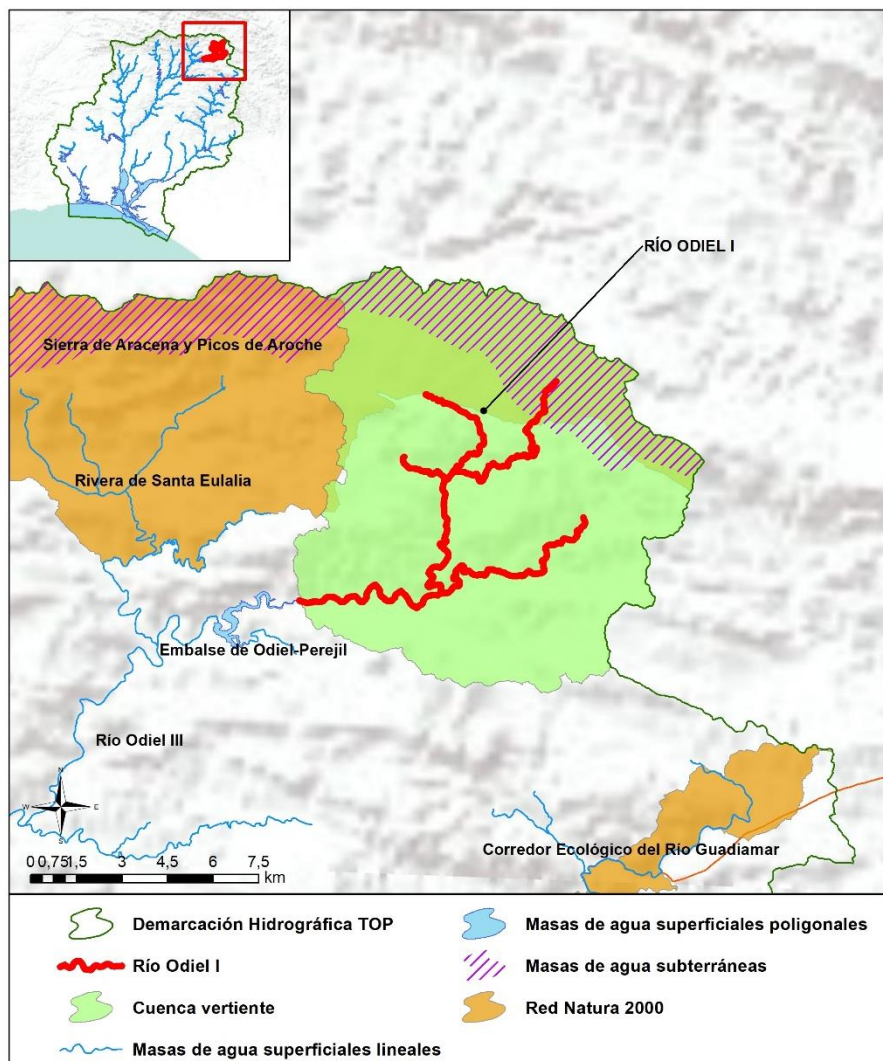 RÍO ODIEL I
Sierra de Aracena y Picos de Aroche
Rivera de Santa Eulalia
Embalse de Odiel-Perejil
Río Odiel III
N
W
E
S
Corredor Ecológico del Río Guadiamar
0 0,75 1,5 3 4,5 6 7,5
km
Demarcación Hidrográfica TOP
Río Odiel I
Cuenca vertiente
Masas de agua superficiales lineales
Masas de agua superficiales poligonales
Masas de agua subterráneas
Red Natura 2000